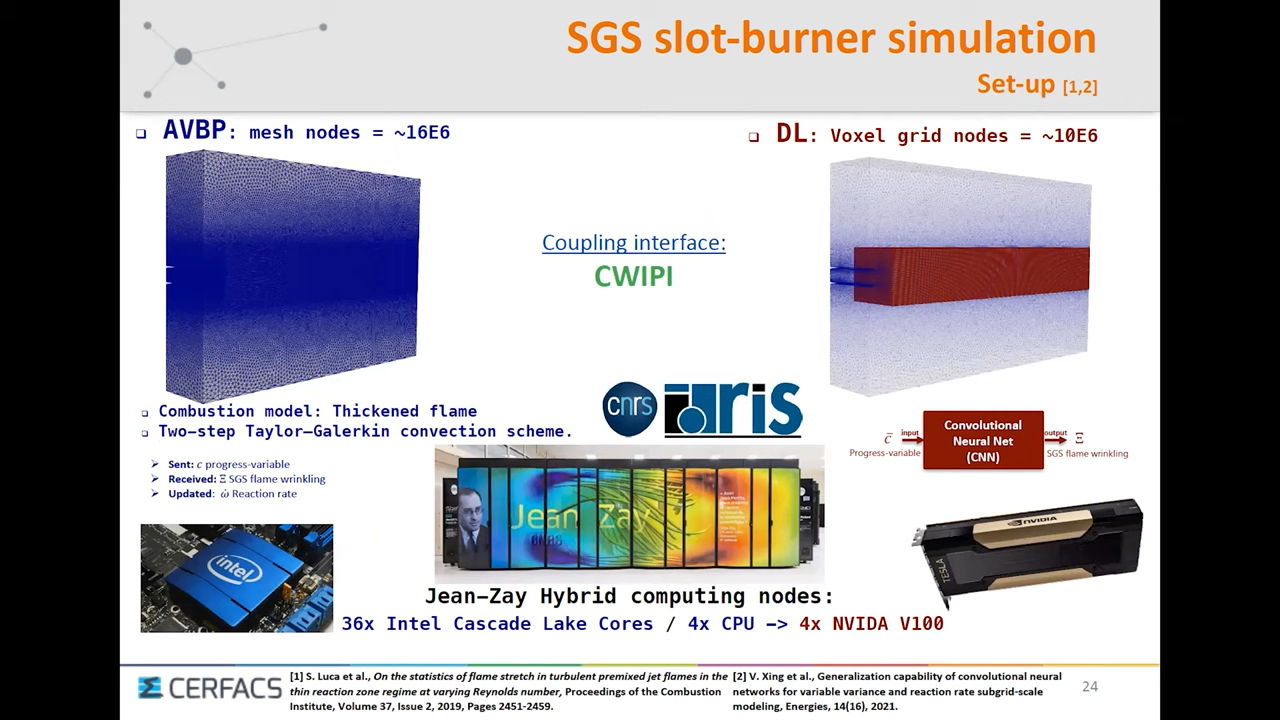 SGS slot-burner simulation
Set-up [1,2]
❑ AVBP: mesh nodes = ~16E6
❑ DL: Voxel grid nodes = ~10E6
Coupling interface:
CWIPI
❑ Combustion model: Thickened flame
❑ Two-step Taylor–Galerkin convection scheme.
➢ Sent: c progress-variable
➢ Received: Ξ SGS flame wrinkling
➢ Updated: ω̇ Reaction rate
cnrs
idris
c̅
input
Convolutional
Neural Net
(CNN)
output
Ξ
Progress-variable
SGS flame wrinkling
intel
Jean Zay
NVIDIA
TESLA
Jean–Zay Hybrid computing nodes:
36x Intel Cascade Lake Cores / 4x CPU –> 4x NVIDA V100
CERFACS
[1] S. Luca et al., On the statistics of flame stretch in turbulent premixed jet flames in the
thin reaction zone regime at varying Reynolds number, Proceedings of the Combustion
Institute, Volume 37, Issue 2, 2019, Pages 2451-2459.
[2] V. Xing et al., Generalization capability of convolutional neural
networks for variable variance and reaction rate subgrid-scale
modeling, Energies, 14(16), 2021.
24